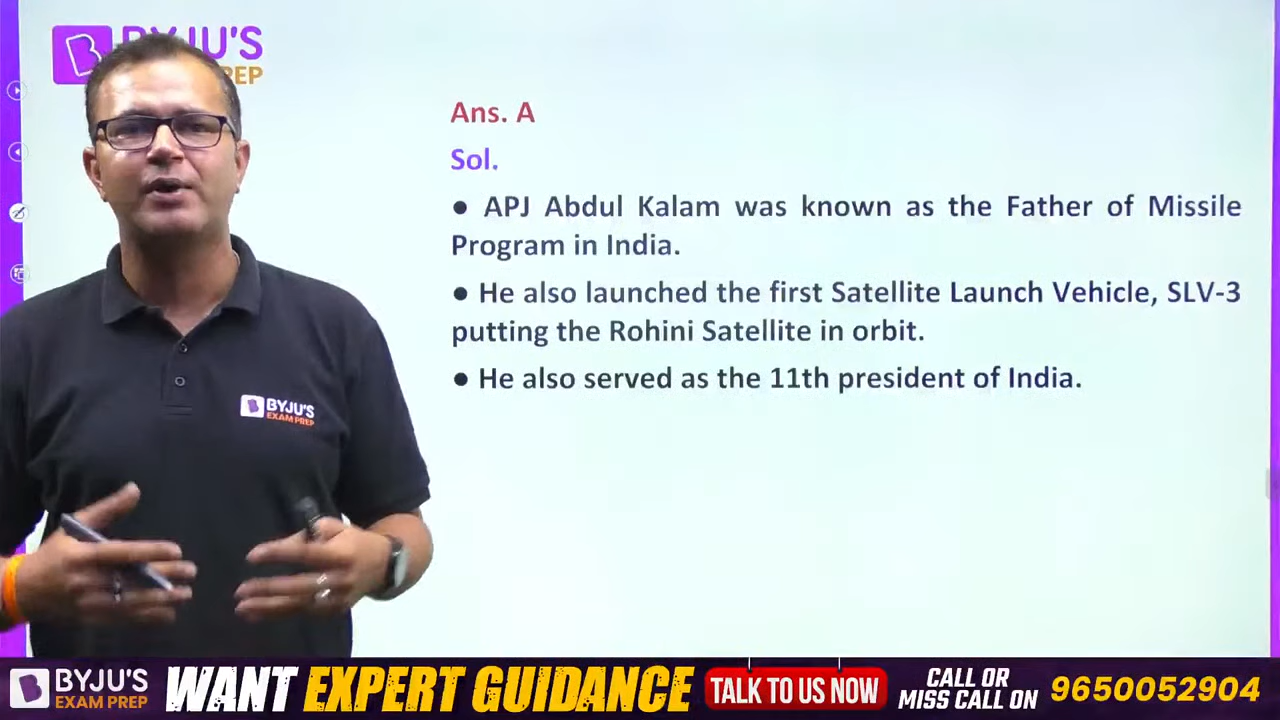 BYJU'S
EXAM PREP
Ans. A
Sol.
● APJ Abdul Kalam was known as the Father of Missile
Program in India.
● He also launched the first Satellite Launch Vehicle, SLV-3
putting the Rohini Satellite in orbit.
● He also served as the 11th president of India.
BYJU'S
EXAM PREP
WANT EXPERT GUIDANCE
TALK TO US NOW
CALL OR
MISS CALL ON
9650052904